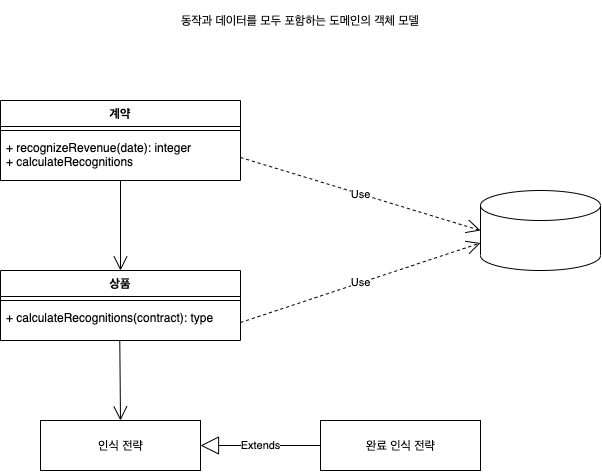 동작과 데이터를 모두 포함하는 도메인의 객체 모델
계약
+ recognizeRevenue(date): integer
+ calculateRecognitions
Use
상품
+ calculateRecognitions(contract): type
Use
인식 전략
Extends
완료 인식 전략